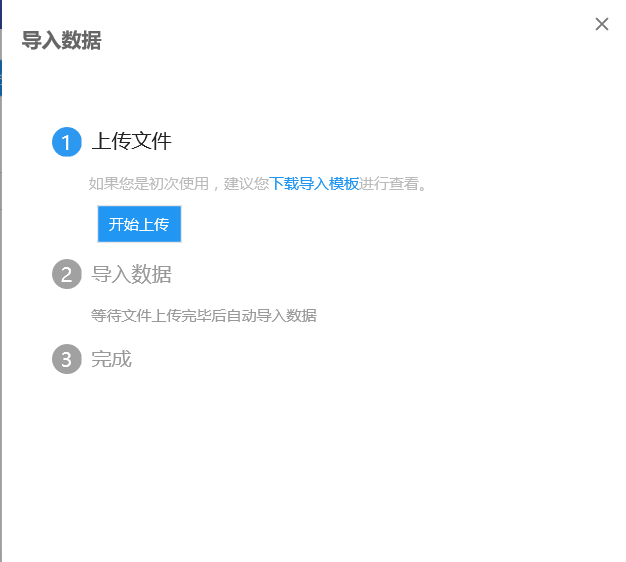 导入数据
1 上传文件
如果您是初次使用，建议您下载导入模板进行查看。
开始上传
2 导入数据
等待文件上传完毕后自动导入数据
3 完成